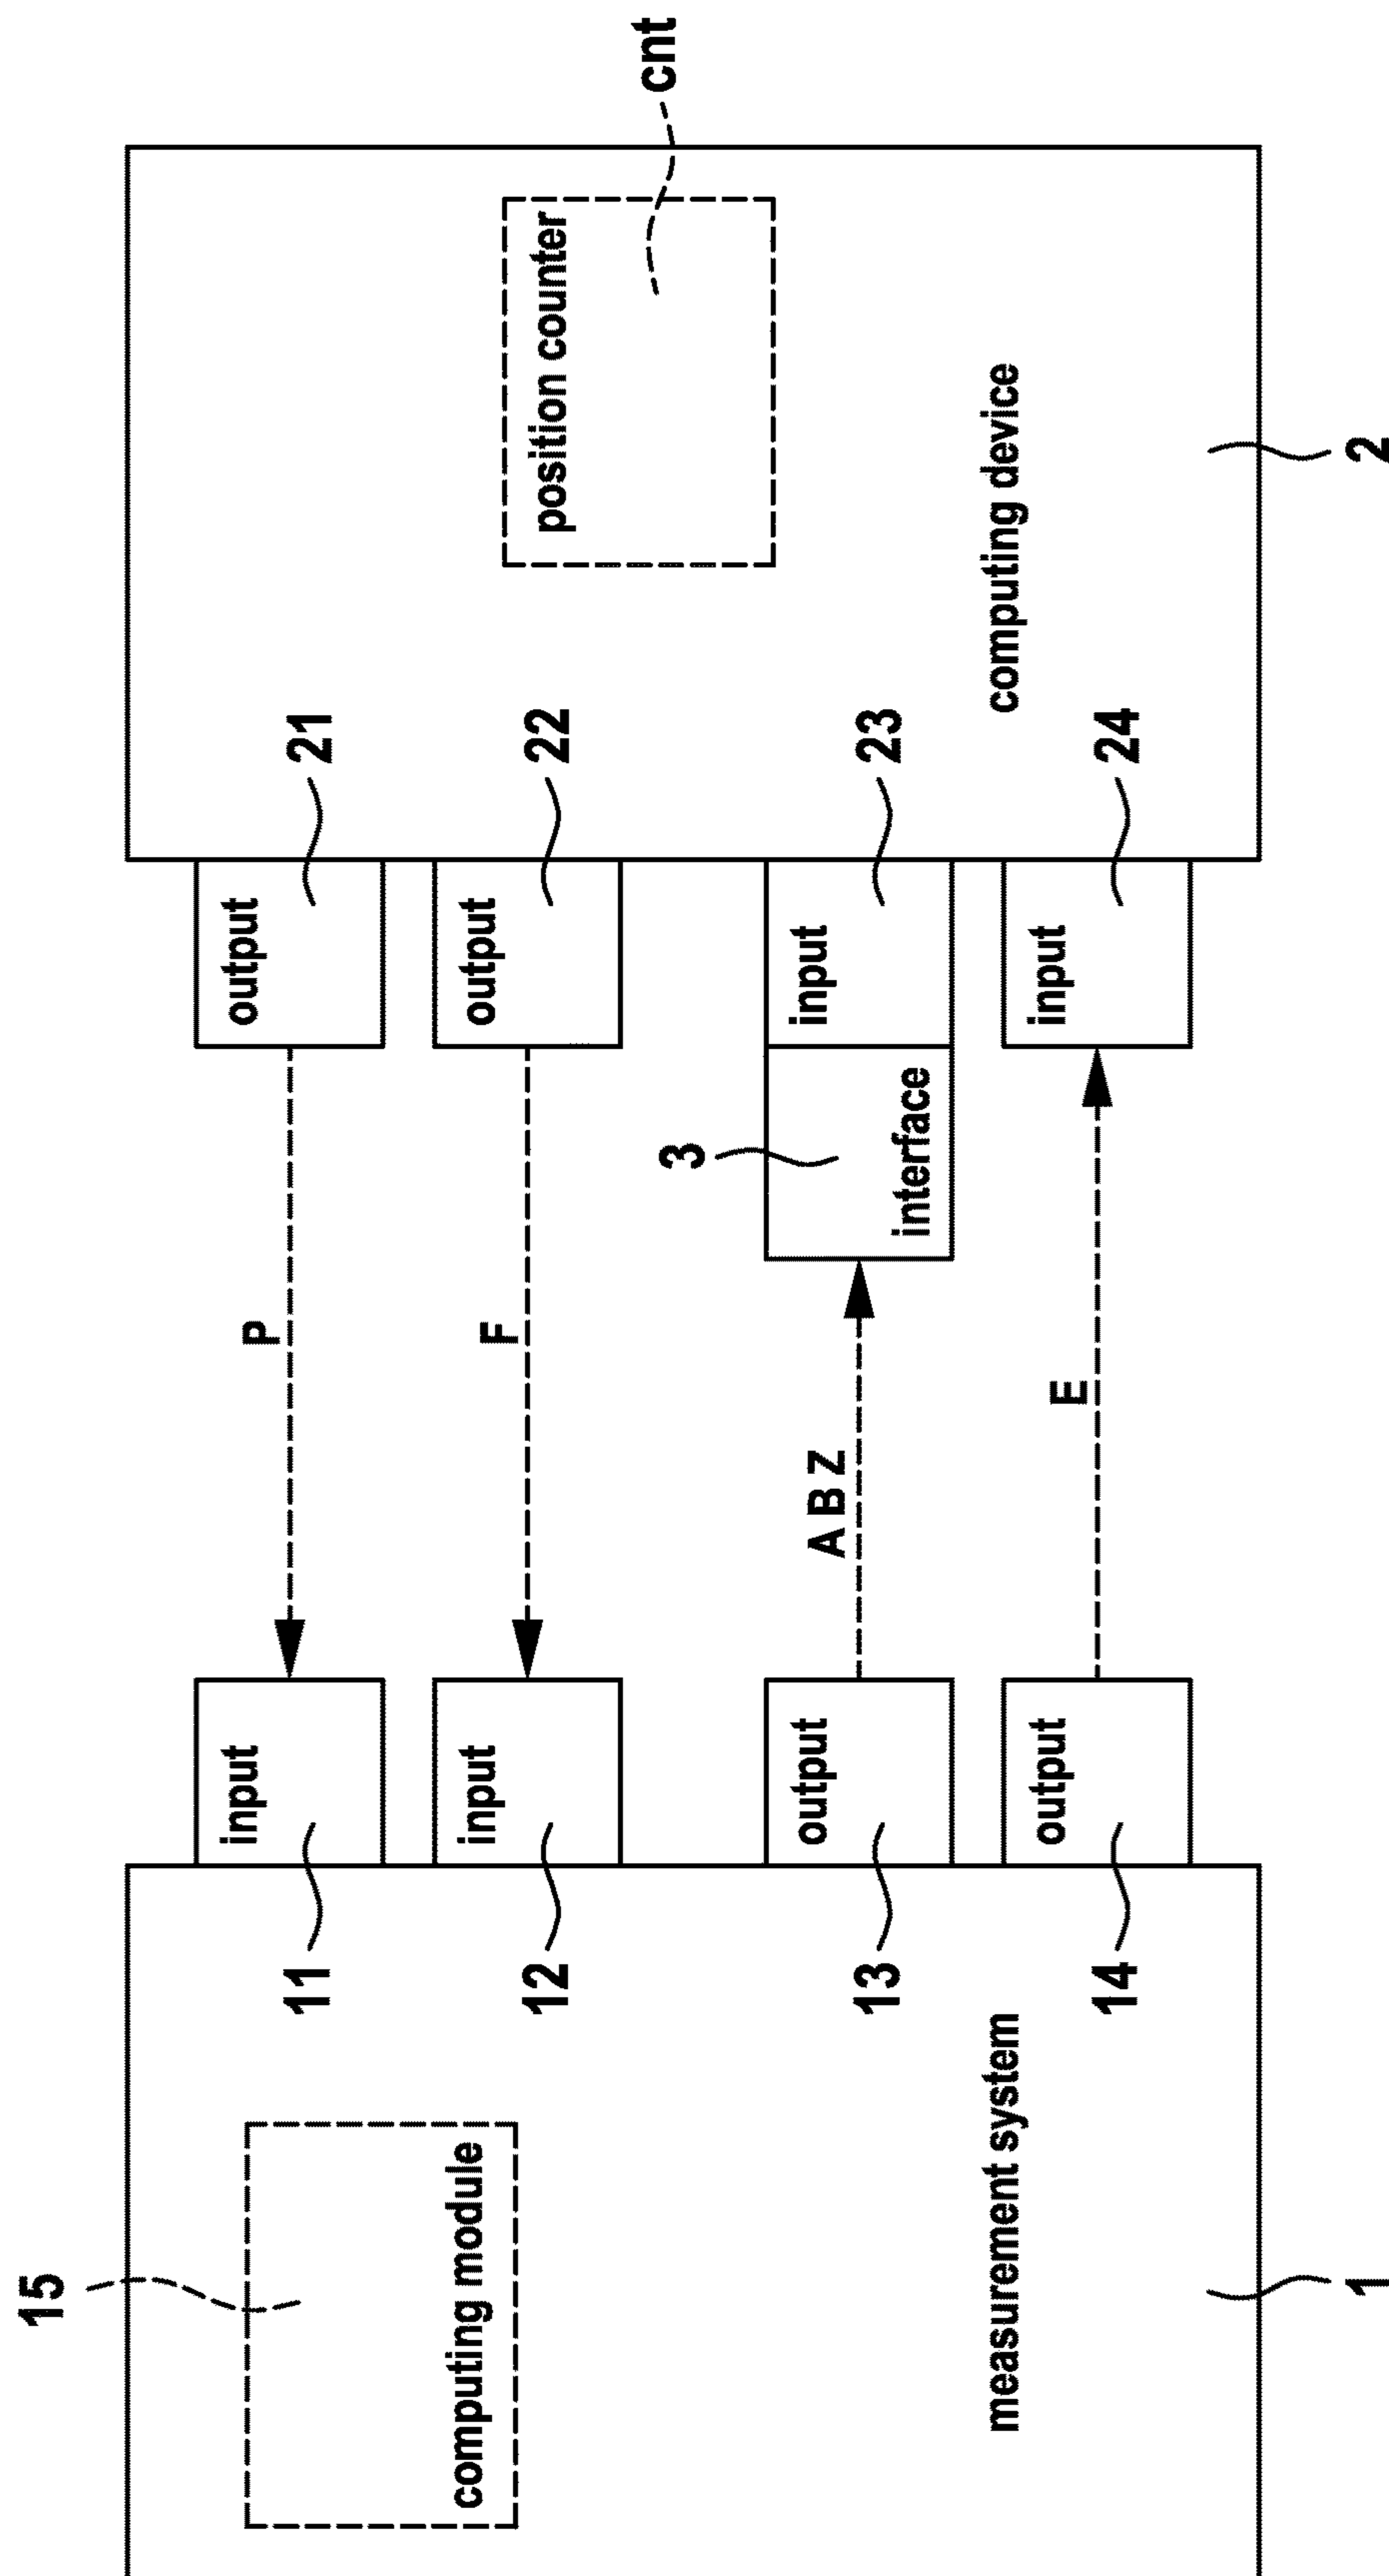 15
computing module
measurement system
1
11
12
13
14
input
input
output
output
P
F
A B Z
E
3
interface
output
output
input
input
21
22
23
24
position counter
computing device
cnt
2